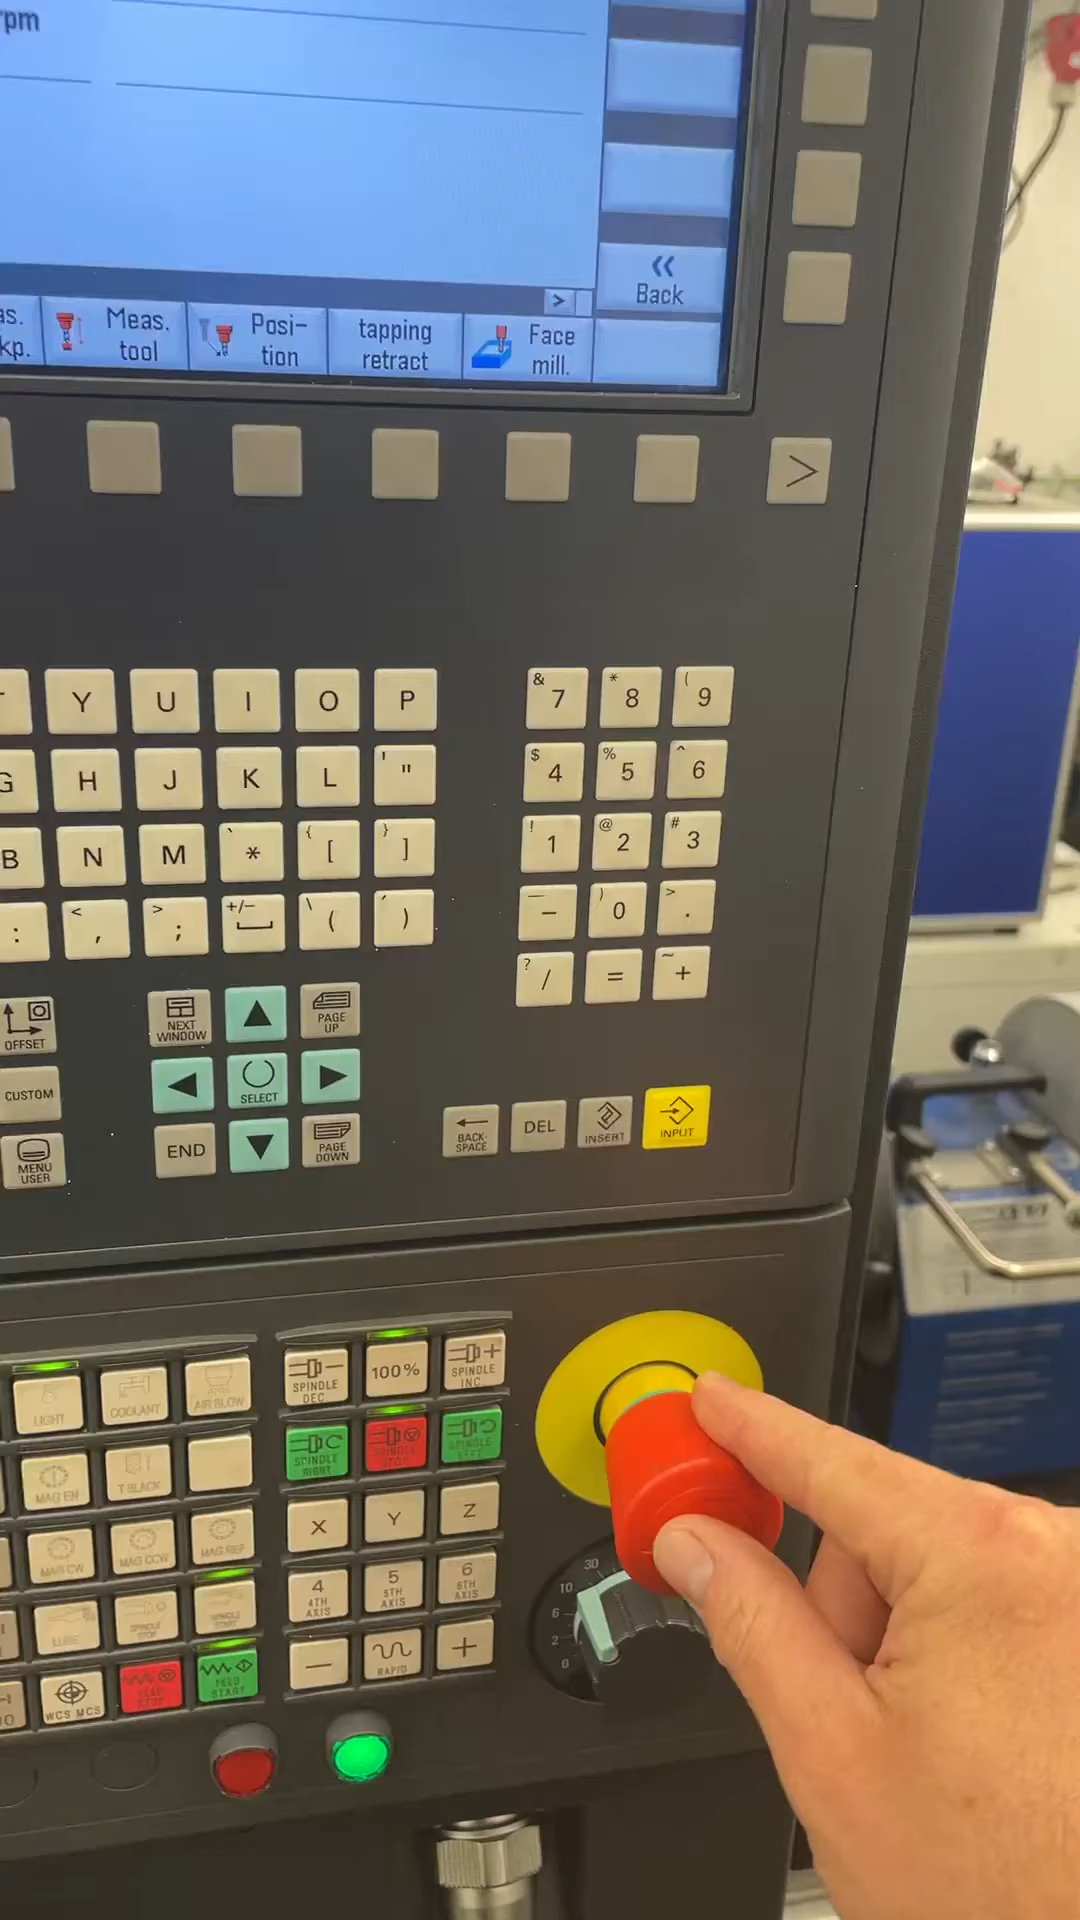 rpm
Back
as.
kp.
Meas.
tool
Posi-
tion
tapping
retract
Face
mill.
>
>
Y U I O P
& 7 * 8 ( 9
G H J K L ' "
$ 4 % 5 ^ 6
B N M ` * { [ } ]
! 1 @ 2 # 3
: < , > ; +/- \ ( ´ )
_ - ) 0 > .
? / = ~ +
OFFSET
NEXT
WINDOW
PAGE
UP
CUSTOM
SELECT
MENU
USER
END
PAGE
DOWN
BACK-
SPACE
DEL
INSERT
INPUT
LIGHT
COOLANT
AIR BLOW
SPINDLE
DEC.
100%
SPINDLE
INC.
MAG EN
T BLACK
SPINDLE
RIGHT
SPINDLE
STOP
SPINDLE
LEFT
MAG CW
MAG CCW
MAG REF
X Y Z
LUBE
SPINDLE
STOP
SPINDLE
START
4
4TH
AXIS
5
5TH
AXIS
6
6TH
AXIS
WCS MCS
FEED
STOP
FEED
START
-
RAPID
+
30
10
6
2
0